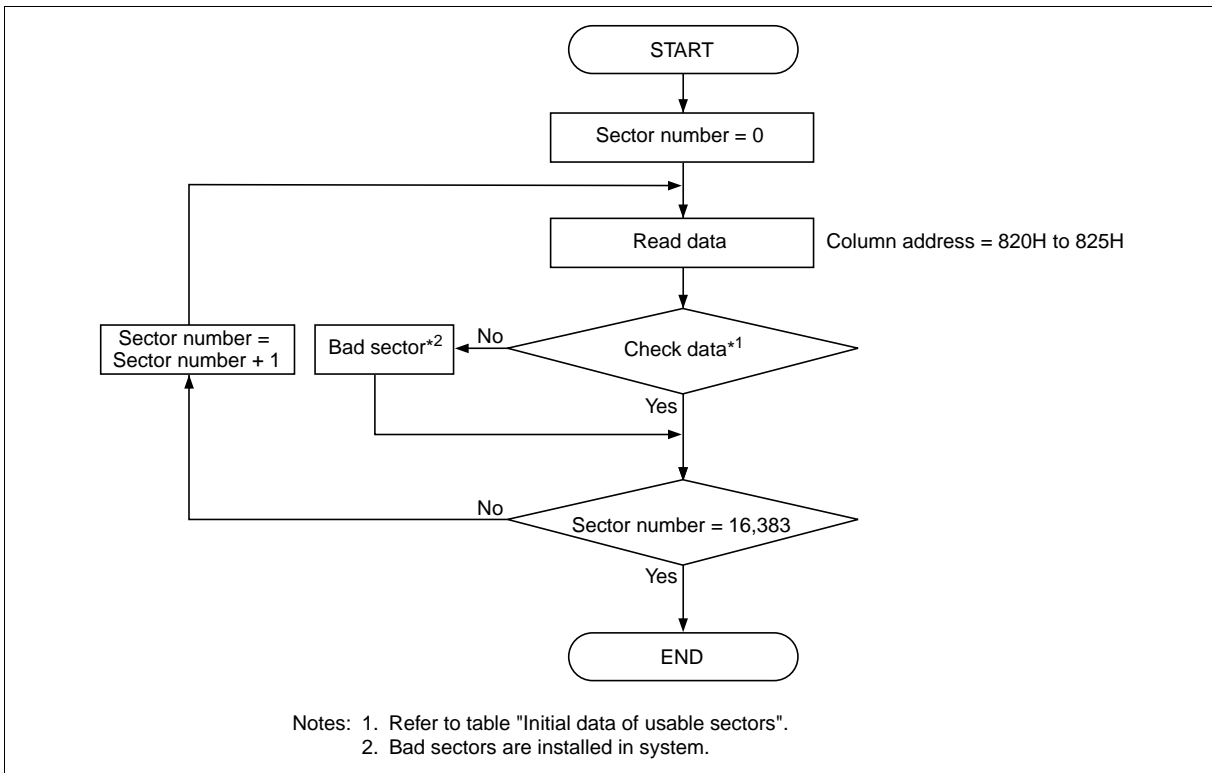 START
Sector number = 0
Read data
Column address = 820H to 825H
Sector number =
Sector number + 1
Bad sector*2
No
Check data*1
Yes
No
Sector number = 16,383
Yes
END
Notes: 1. Refer to table "Initial data of usable sectors".
2. Bad sectors are installed in system.